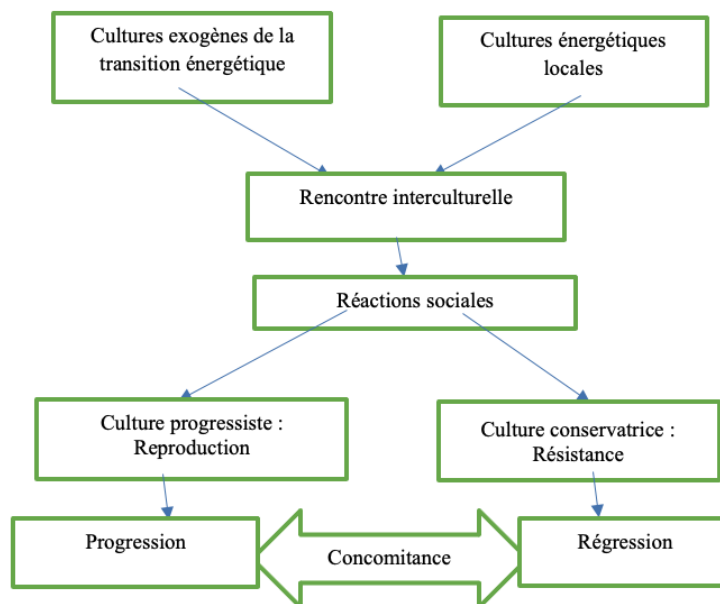 Cultures exogènes de la
transition énergétique
Cultures énergétiques
locales
Rencontre interculturelle
Réactions sociales
Culture progressiste :
Reproduction
Culture conservatrice :
Résistance
Progression
Concomitance
Régression